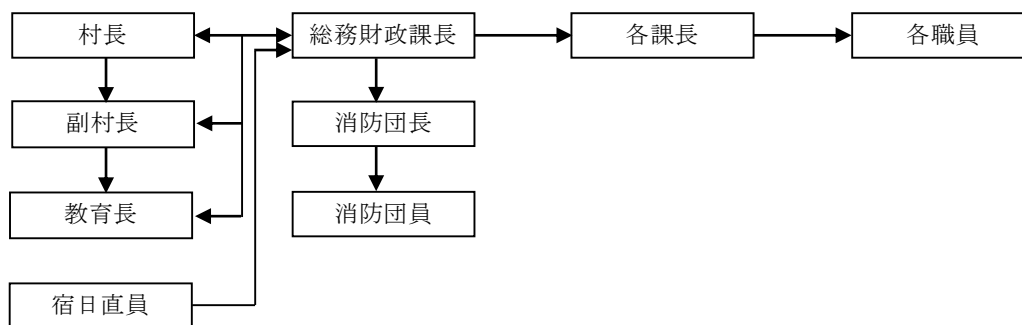 村長
総務財政課長
各課長
各職員
副村長
消防団長
教育長
消防団員
宿日直員